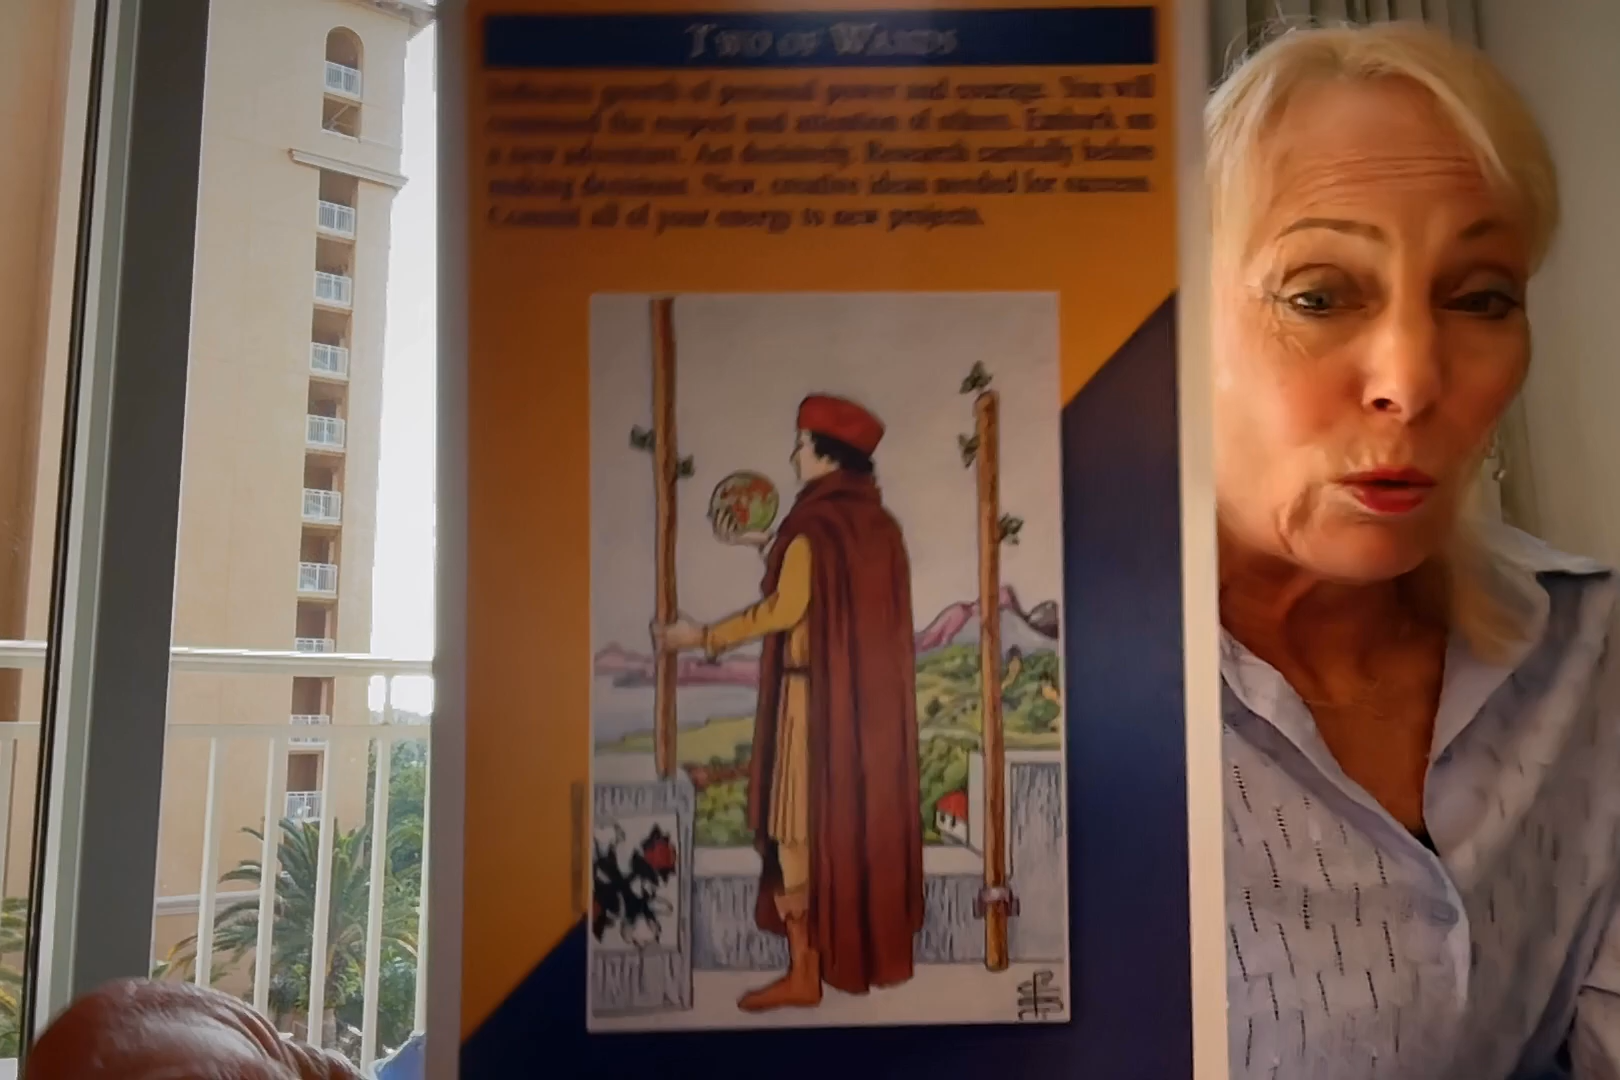 TWO OF WANDS
Indicates growth of personal power and courage. You will
command the respect and attention of others. Embark on
a new adventure. Act decisively. Research carefully before
making decisions. New, creative ideas needed for success.
Commit all of your energy to new projects.